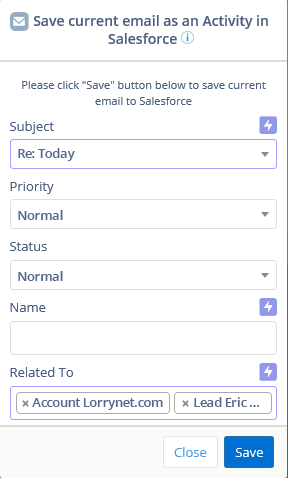 Save current email as an Activity in
Salesforce
Please click "Save" button below to save current
email to Salesforce
Subject
Re: Today
Priority
Normal
Status
Normal
Name
Related To
× Account Lorrynet.com × Lead Eric ...
Close Save